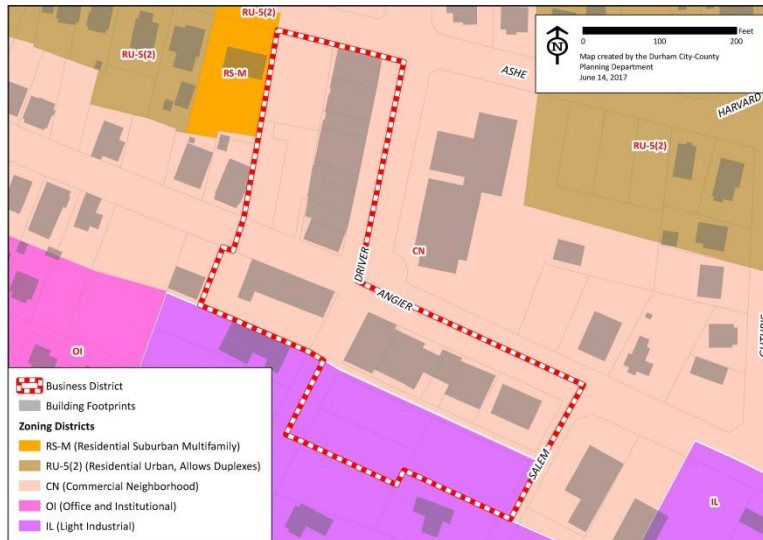 RU-5(2)
RU-5(2)
RS-M
N
0 100 200
Feet
Map created by the Durham City-County
Planning Department
June 14, 2017
ASHE
HARVARD
RU-5(2)
DRIVER
CN
ANGIER
GUTHRIE
OI
SALEM
IL
Business District
Building Footprints
Zoning Districts
RS-M (Residential Suburban Multifamily)
RU-5(2) (Residential Urban, Allows Duplexes)
CN (Commercial Neighborhood)
OI (Office and Institutional)
IL (Light Industrial)